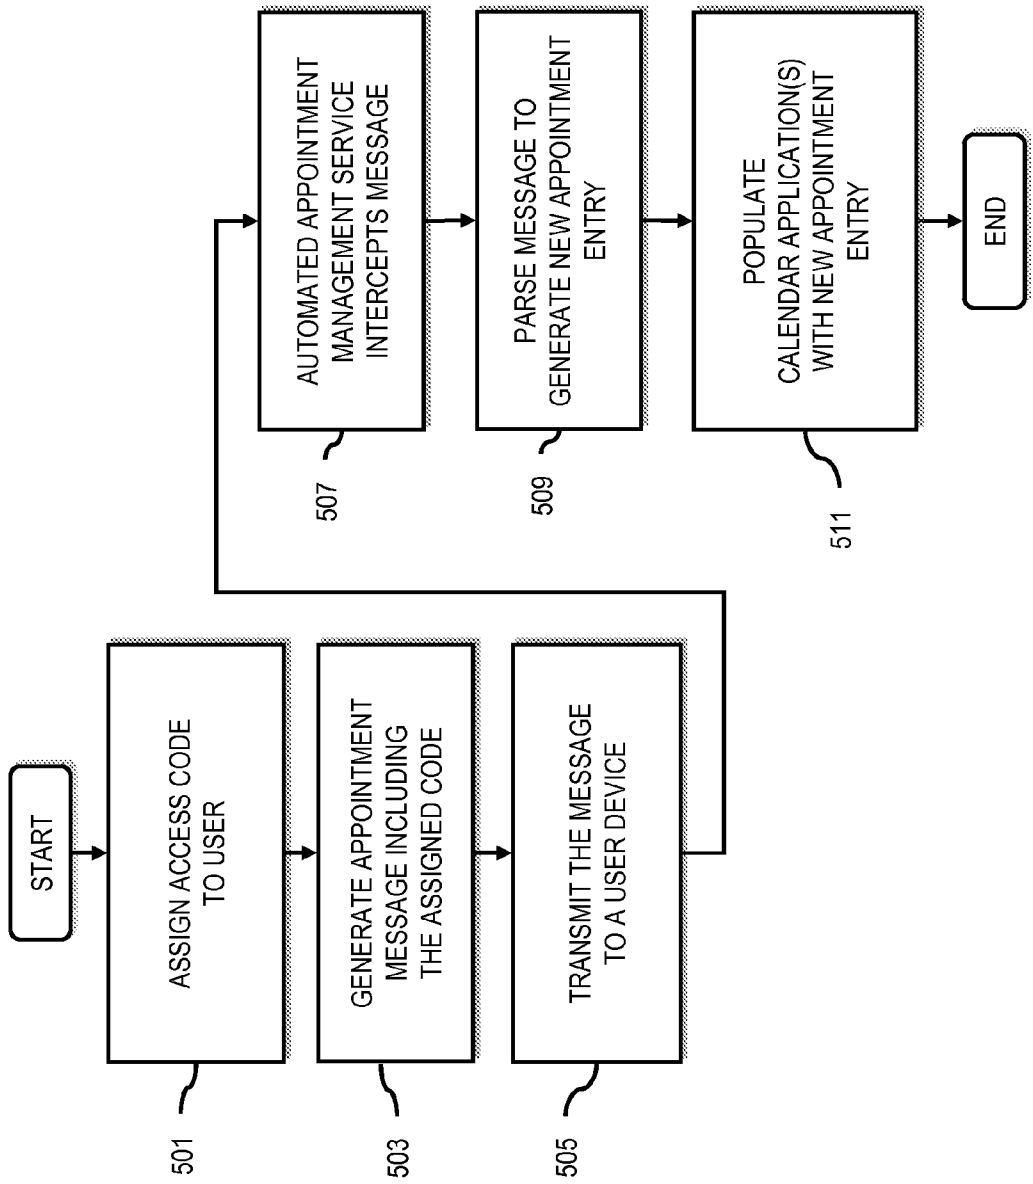 START
ASSIGN ACCESS CODE
TO USER
501
GENERATE APPOINTMENT
MESSAGE INCLUDING
THE ASSIGNED CODE
503
TRANSMIT THE MESSAGE
TO A USER DEVICE
505
AUTOMATED APPOINTMENT
MANAGEMENT SERVICE
INTERCEPTS MESSAGE
507
PARSE MESSAGE TO
GENERATE NEW APPOINTMENT
ENTRY
509
POPULATE
CALENDAR APPLICATION(S)
WITH NEW APPOINTMENT
ENTRY
511
END